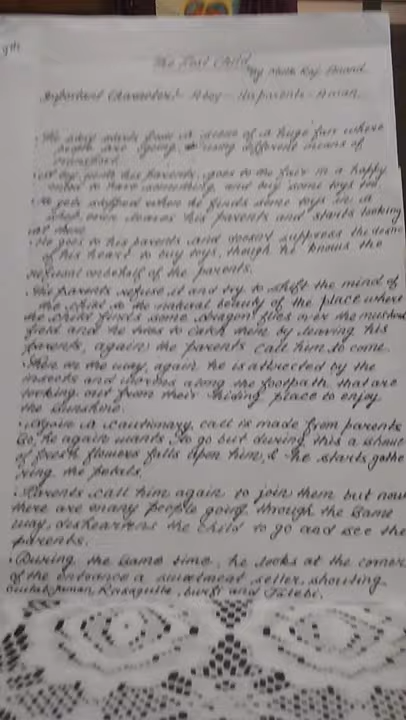 9th
The Lost Child
By Mulk Raj Anand
Important Characters: A boy - His parents - A man
. The story starts from a scene of a huge fair where
people are going using different means of
transport.
. A boy with his parents, goes to the fair in a happy
mood to have something, and buy some toys too.
. He gets stopped when he finds some toys in a
shop even leaves his parents and starts looking
at them.
. He goes to his parents and doesn't suppress the desire
of his heart to buy toys, though he knows the
refusal on behalf of the parents.
. The parents refuse it and try to shift the mind of
the child to the natural beauty of the place where
the child finds some dragon flies over the mustard
field and he tries to catch them by leaving his
parents, again the parents call him to come.
. Then on the way, again he is attracted by the
insects and worms along the footpath that are
looking out from their hiding place to enjoy
the sunshine.
. Again a cautionary call is made from parents
So, he again wants to go but during this a shower
of fresh flowers falls upon him, & he starts gathe
ring the petals.
. Parents call him again to join them but now
there are many people going through the same
way, disheartens the child to go and see the
parents.
. During the same time, he looks at the corner
of the entrance a sweetmeat seller shouting
Gulab jaman, Rasagulla, burfi and Jalebi.